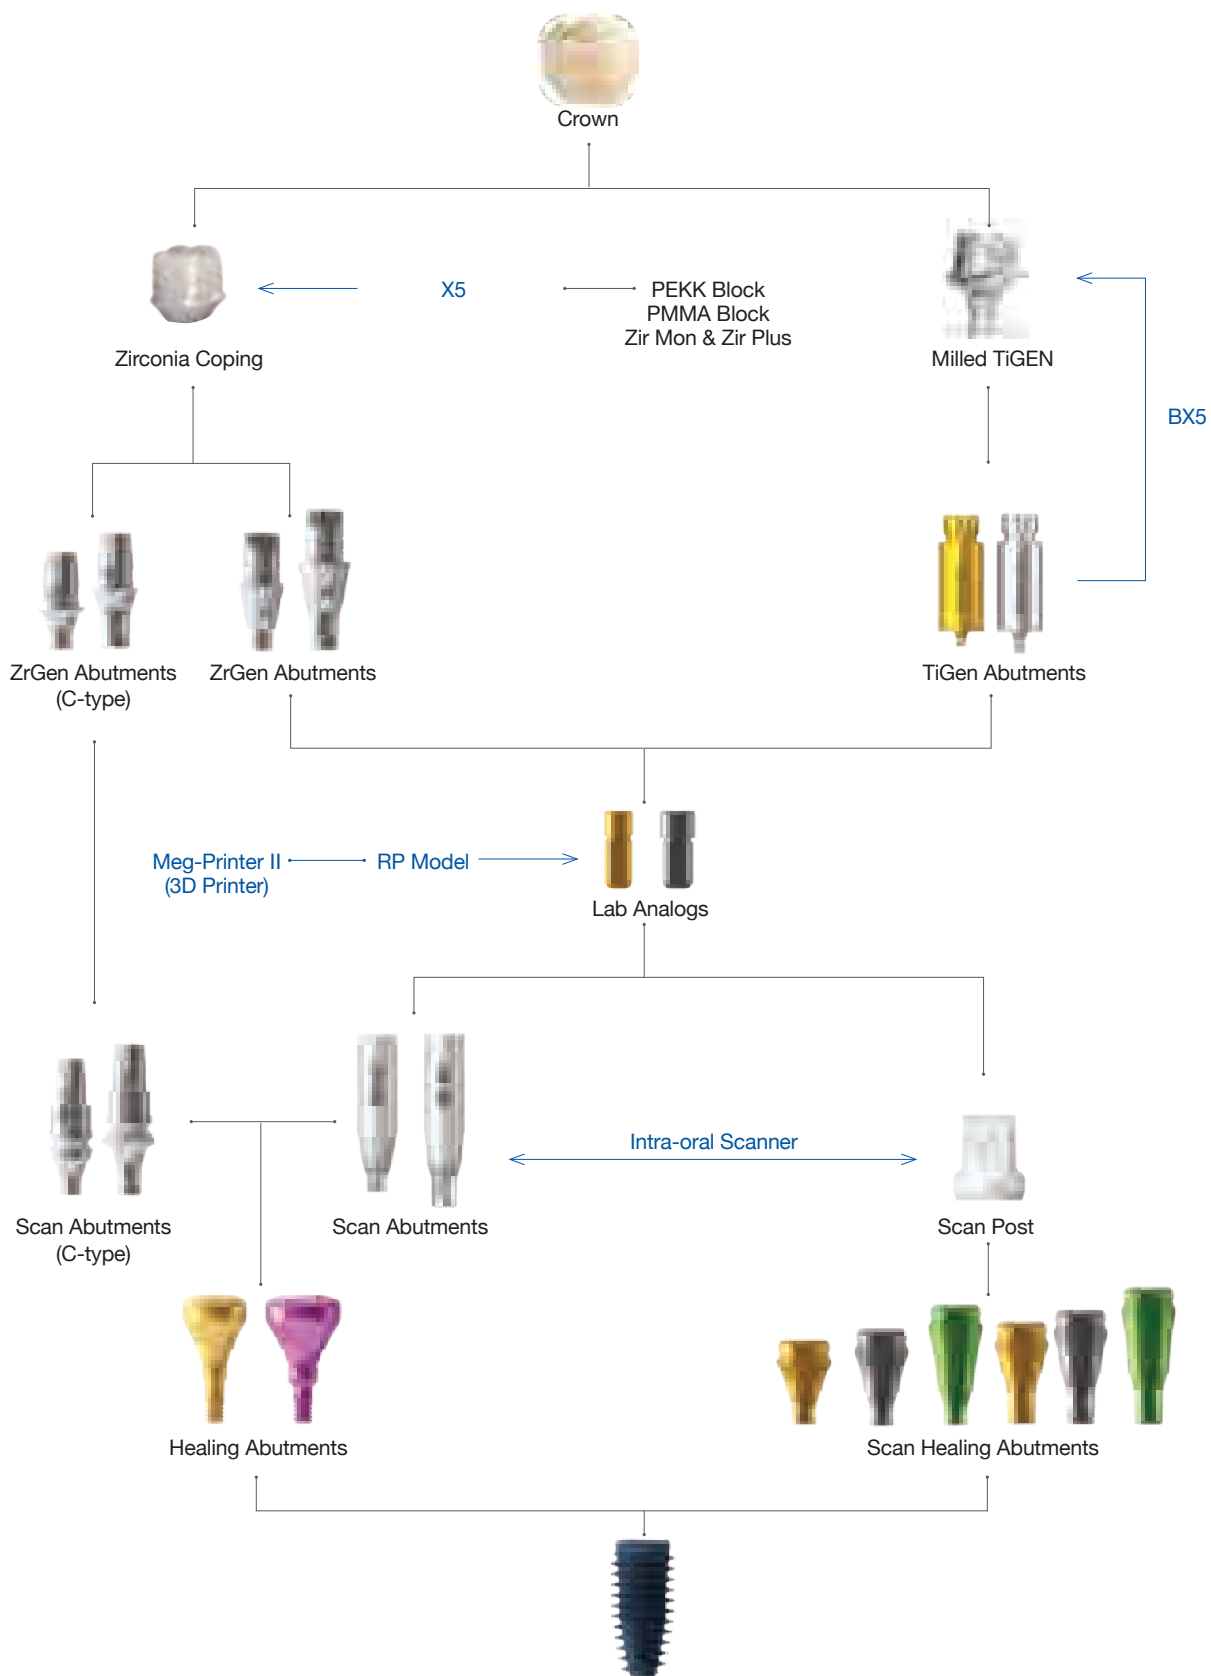 Crown
X5
PEKK Block
PMMA Block
Zir Mon & Zir Plus
Zirconia Coping
Milled TiGEN
BX5
ZrGen Abutments
(C-type)
ZrGen Abutments
TiGen Abutments
Meg-Printer II
(3D Printer)
RP Model
Lab Analogs
Intra-oral Scanner
Scan Abutments
(C-type)
Scan Abutments
Scan Post
Healing Abutments
Scan Healing Abutments